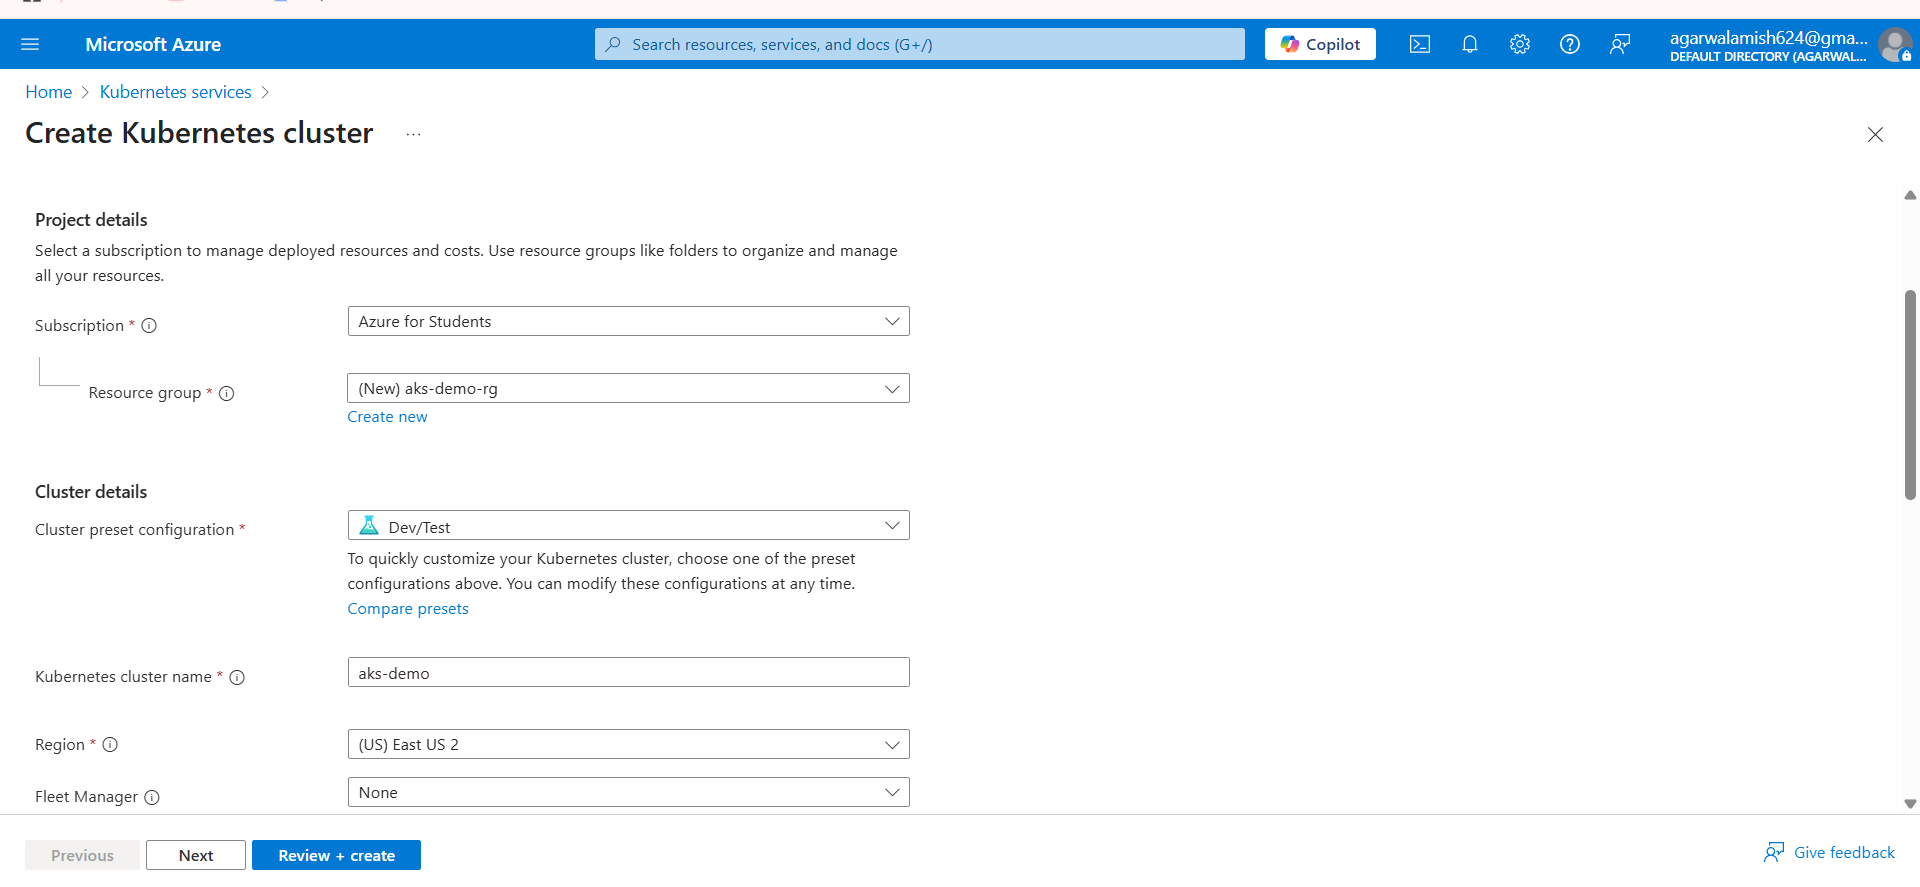 Microsoft Azure
Search resources, services, and docs (G+/)
Copilot
agarwalamish624@gma...
DEFAULT DIRECTORY (AGARWAL...
Home > Kubernetes services >
Create Kubernetes cluster ...
Project details
Select a subscription to manage deployed resources and costs. Use resource groups like folders to organize and manage
all your resources.
Subscription *
Azure for Students
Resource group *
(New) aks-demo-rg
Create new
Cluster details
Cluster preset configuration *
Dev/Test
To quickly customize your Kubernetes cluster, choose one of the preset
configurations above. You can modify these configurations at any time.
Compare presets
Kubernetes cluster name *
aks-demo
Region *
(US) East US 2
Fleet Manager
None
Previous
Next
Review + create
Give feedback